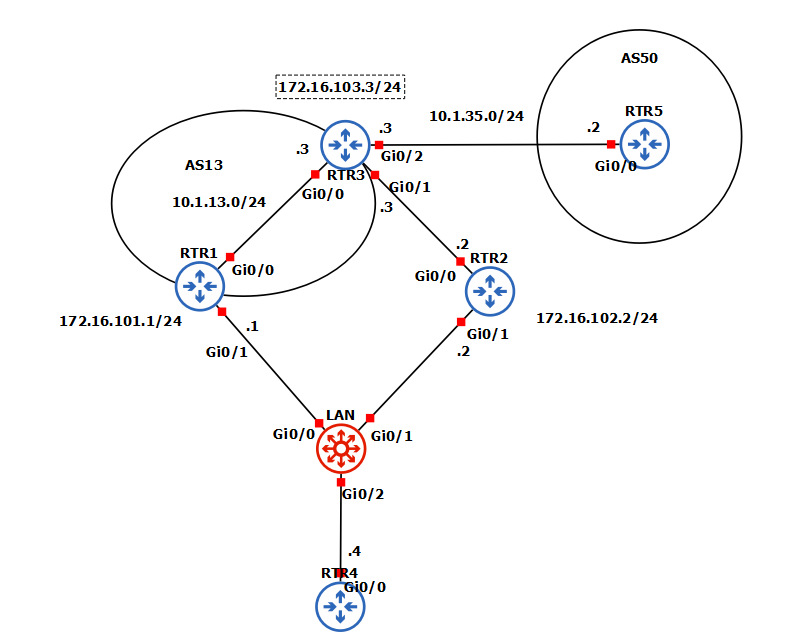 AS50
172.16.103.3/24
10.1.35.0/24
RTR5
.3
.2
.3
Gi0/2
AS13
Gi0/0
RTR3
Gi0/1
Gi0/0
10.1.13.0/24
.3
.2
RTR1
RTR2
Gi0/0
Gi0/0
172.16.101.1/24
172.16.102.2/24
.1
Gi0/1
Gi0/1
.2
LAN
Gi0/0
Gi0/1
Gi0/2
.4
RTR4
Gi0/0